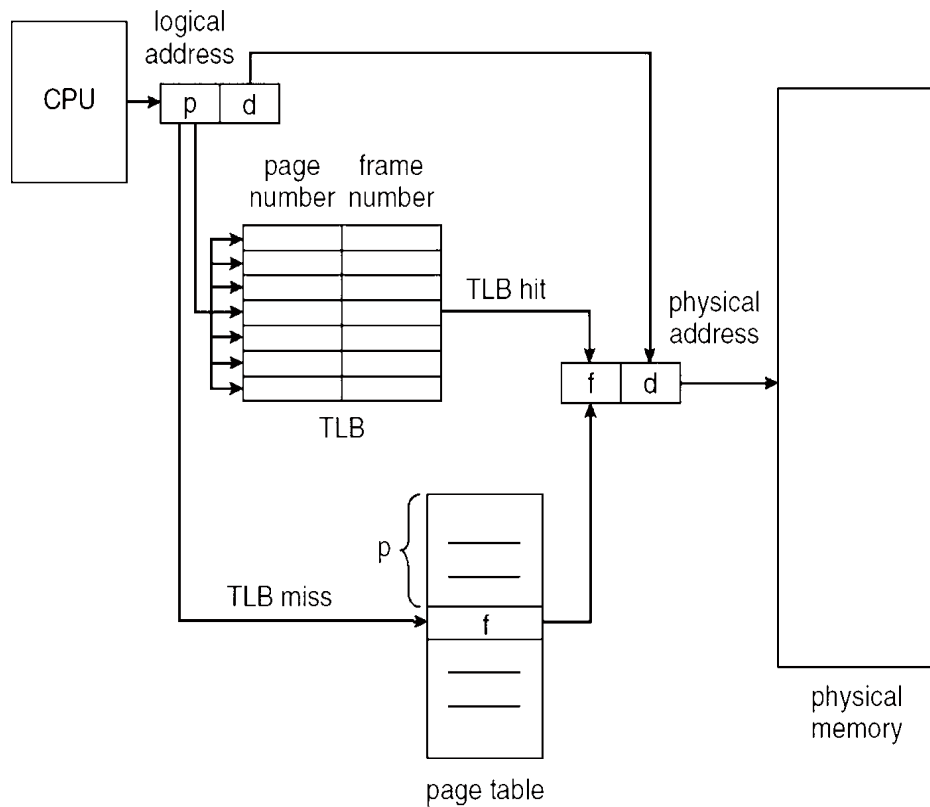 logical
address
CPU
p
d
page
number
frame
number
TLB hit
physical
address
f
d
TLB
p
TLB miss
f
physical
memory
page table